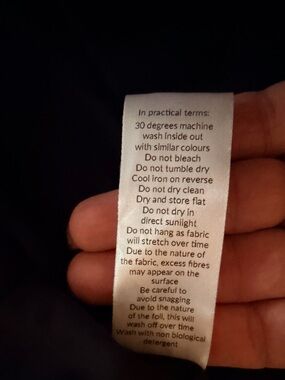 In practical terms:
30 degrees machine
wash inside out
with similar colours
Do not bleach
Do not tumble dry
Cool iron on reverse
Do not dry clean
Dry and store flat
Do not dry in
direct sunlight
Do not hang as fabric
will stretch over time
Due to the nature of
the fabric, excess fibres
may appear on the
surface
Be careful to
avoid snagging
Due to the nature
of the foil, this will
wash off over time
Wash with non biological
detergent